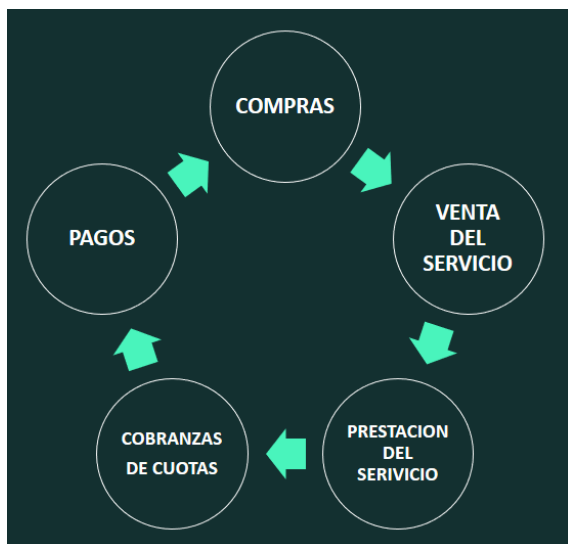 COMPRAS
VENTA
DEL
SERVICIO
PRESTACION
DEL
SERIVICIO
COBRANZAS
DE CUOTAS
PAGOS